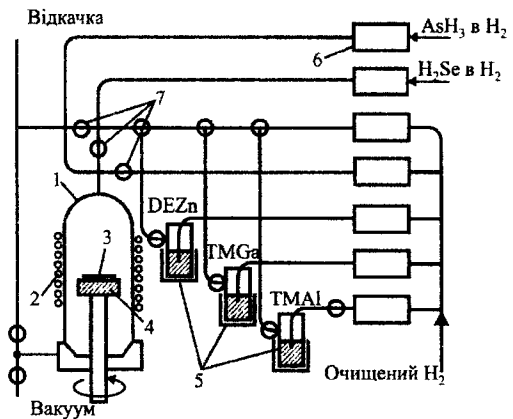 Відкачка
AsH₃ в H₂
6
H₂Se в H₂
7
1
DEZn
3
TMGa
2
TMAl
4
5
Очищений H₂
Вакуум